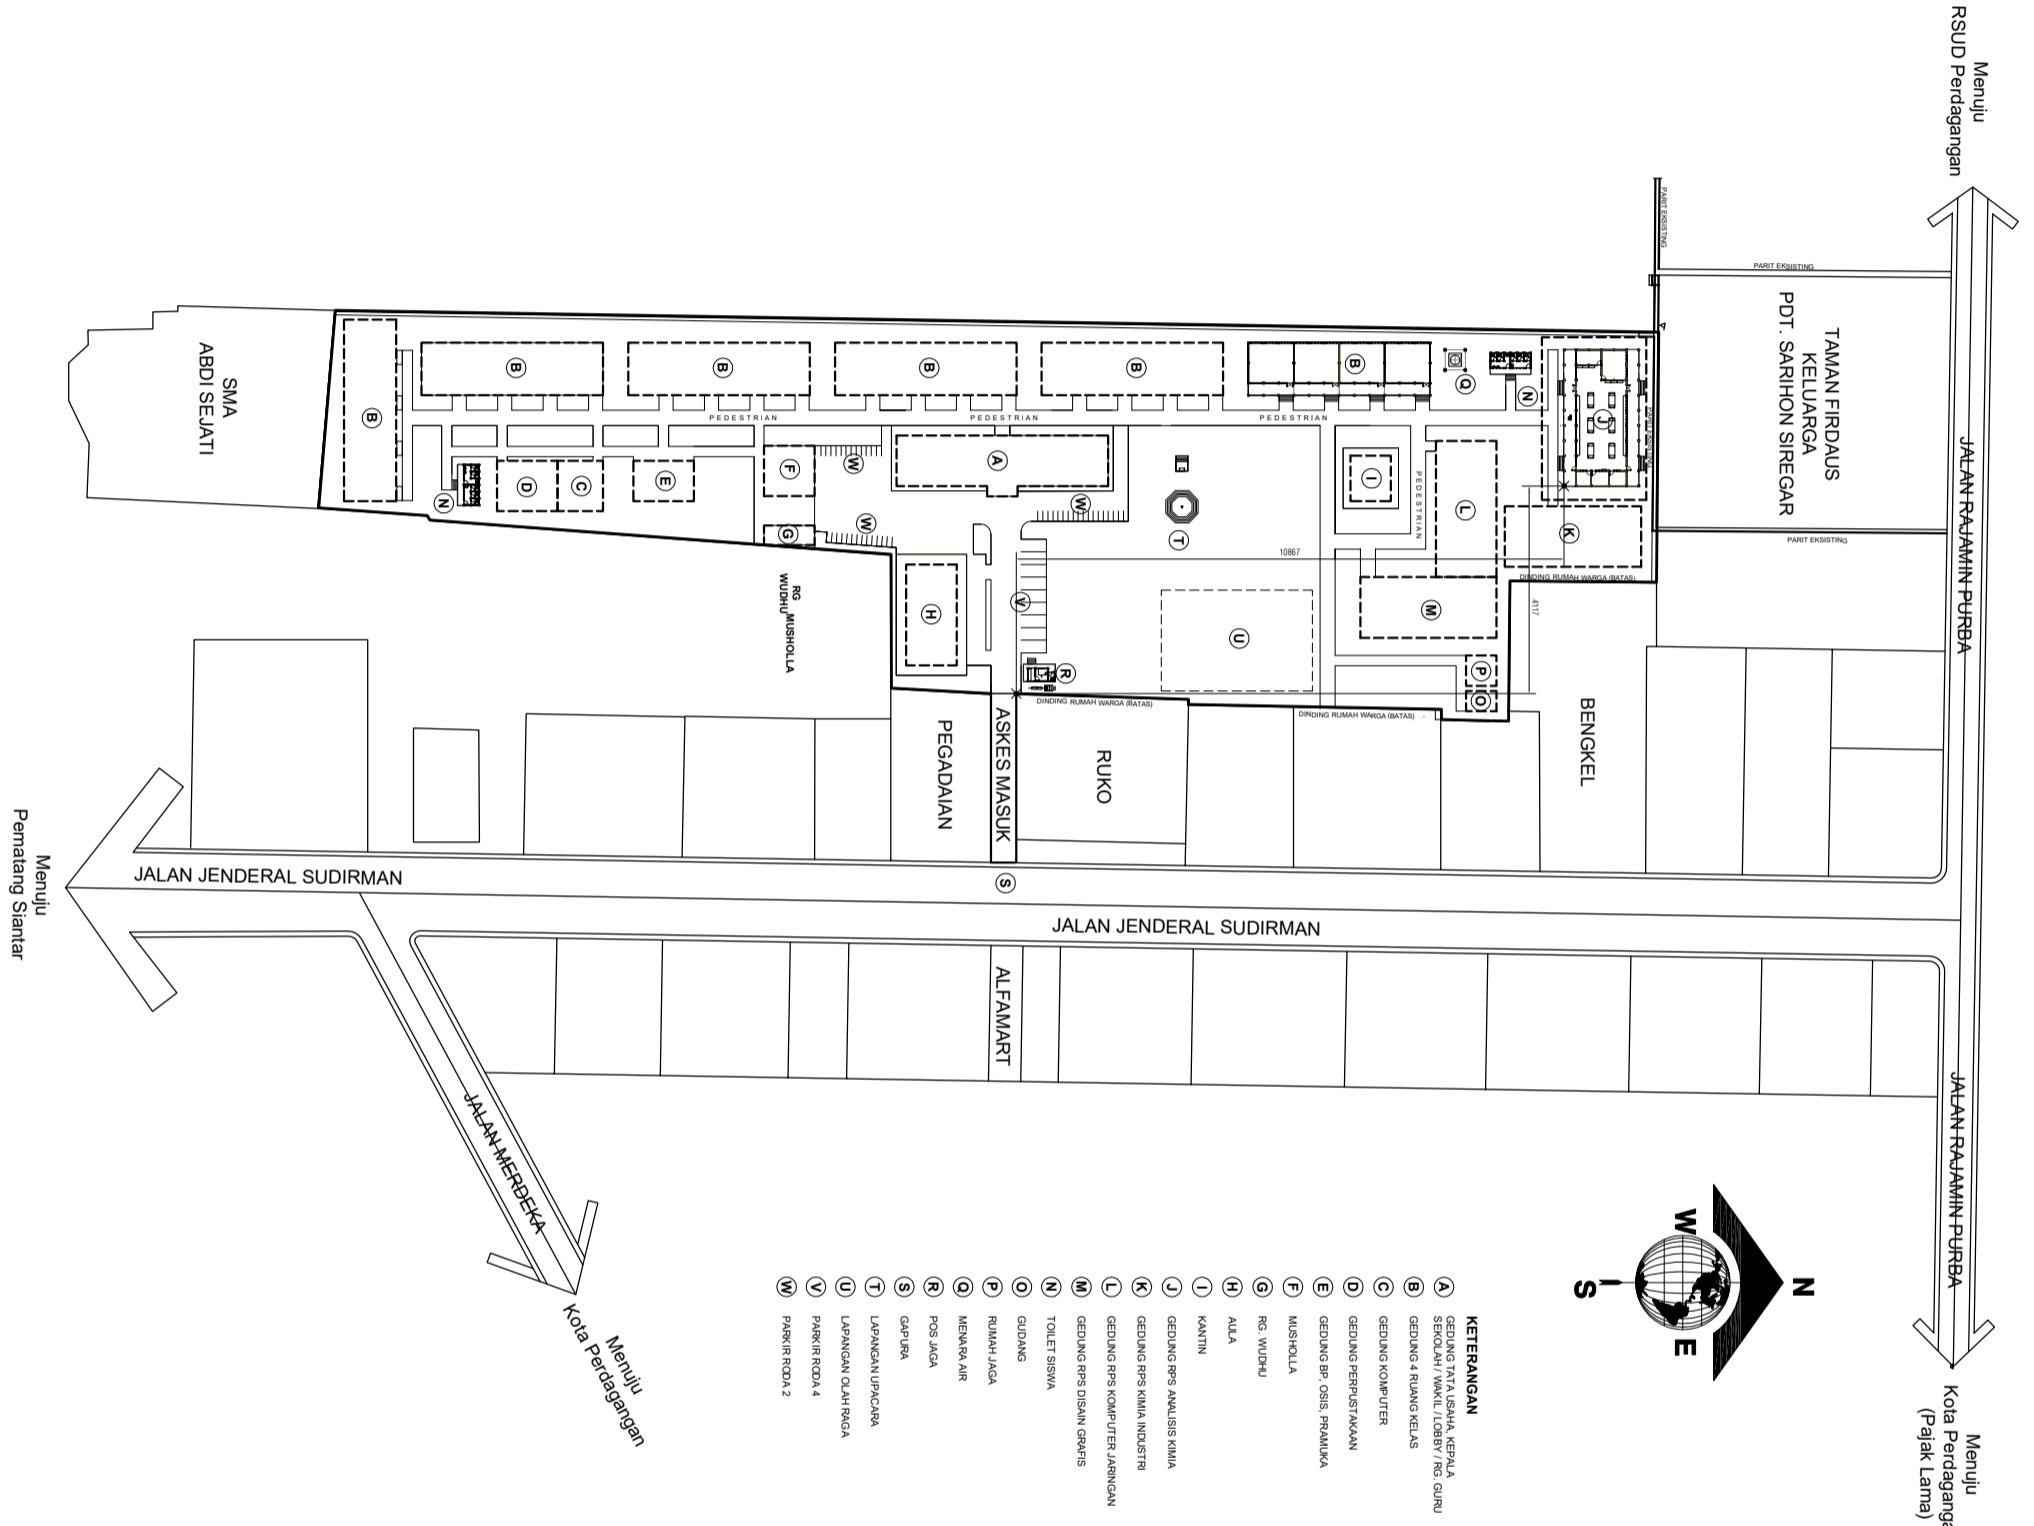 Menuju
RSUD Perdagangan
PARIT EKSISTING
PARIT EKSISTING
TAMAN FIRDAUS
KELUARGA
PDT. SARIHON SIREGAR
JALAN RAJAMIN PURBA
PARIT EKSISTING
PARIT EKSISTING
SMA
ABDI SEJATI
B
B
B
B
B
B
Q
N
J
PEDESTRIAN
PEDESTRIAN
PEDESTRIAN
PEDESTRIAN
N
D
C
E
F
G
W
W
A
W
T
I
L
K
10867
4117
DINDING RUMAH WARGA (BATAS)
M
U
V
H
R
P
O
RG
WUDHU
MUSHOLLA
DINDING RUMAH WARGA (BATAS)
DINDING RUMAH WARGA (BATAS)
PEGADAIAN
ASKES MASUK
RUKO
BENGKEL
Menuju
Pematang Siantar
JALAN JENDERAL SUDIRMAN
S
JALAN JENDERAL SUDIRMAN
ALFAMART
JALAN MERDEKA
Menuju
Kota Perdagangan
JALAN RAJAMIN PURBA
Menuju
Kota Perdaganga
(Pajak Lama)
N
W
E
S
KETERANGAN
A GEDUNG TATA USAHA, KEPALA
SEKOLAH / WAKIL / LOBBY / RG. GURU
B GEDUNG 4 RUANG KELAS
C GEDUNG KOMPUTER
D GEDUNG PERPUSTAKAAN
E GEDUNG BP, OSIS, PRAMUKA
F MUSHOLLA
G RG. WUDHU
H AULA
I KANTIN
J GEDUNG RPS ANALISIS KIMIA
K GEDUNG RPS KIMIA INDUSTRI
L GEDUNG RPS KOMPUTER JARINGAN
M GEDUNG RPS DISAIN GRAFIS
N TOILET SISWA
O GUDANG
P RUMAH JAGA
Q MENARA AIR
R POS JAGA
S GAPURA
T LAPANGAN UPACARA
U LAPANGAN OLAH RAGA
V PARKIR RODA 4
W PARKIR RODA 2